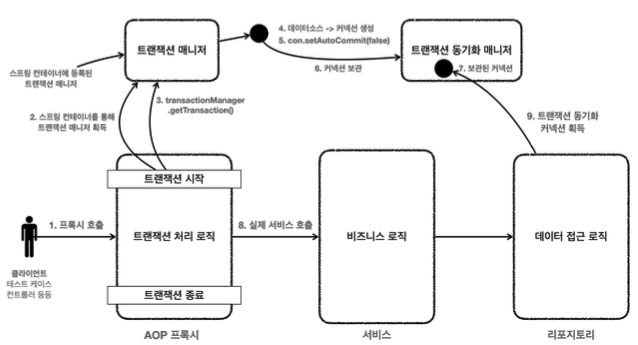 트랜잭션 매니저
4. 데이터소스 -> 커넥션 생성
5. con.setAutoCommit(false)
트랜잭션 동기화 매니저
6. 커넥션 보관
7. 보관된 커넥션
스프링 컨테이너에 등록된
트랜잭션 매니저
3. transactionManager
.getTransaction()
2. 스프링 컨테이너를 통해
트랜잭션 매니저 획득
9. 트랜잭션 동기화
커넥션 획득
트랜잭션 시작
1. 프록시 호출
트랜잭션 처리 로직
8. 실제 서비스 호출
비즈니스 로직
데이터 접근 로직
클라이언트
테스트 케이스
컨트롤러 등등
트랜잭션 종료
AOP 프록시
서비스
리포지토리